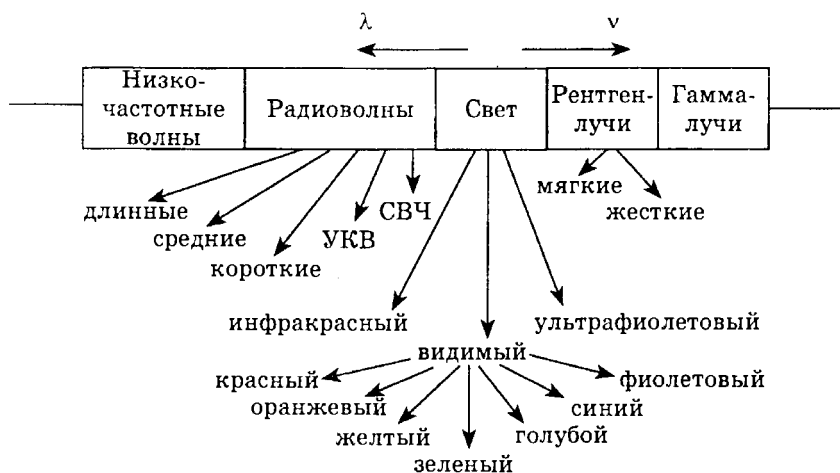 λ ν
Низко-
частотные
волны
Радиоволны
Свет
Рентген-
лучи
Гамма-
лучи
длинные
средние
короткие
УКВ
СВЧ
мягкие
жесткие
инфракрасный
ультрафиолетовый
видимый
красный
оранжевый
желтый
зеленый
голубой
синий
фиолетовый